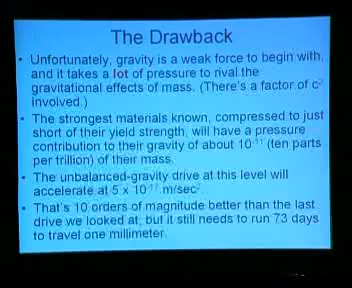 The Drawback
• Unfortunately, gravity is a weak force to begin with,
and it takes a lot of pressure to rival the
gravitational effects of mass. (There's a factor of c²
involved.)
• The strongest materials known, compressed to just
short of their yield strength, will have a pressure
contribution to their gravity of about 10⁻¹¹ (ten parts
per trillion) of their mass.
• The unbalanced-gravity drive at this level will
accelerate at 5 x 10⁻¹⁷ m/sec².
• That's 10 orders of magnitude better than the last
drive we looked at, but it still needs to run 73 days
to travel one millimeter.